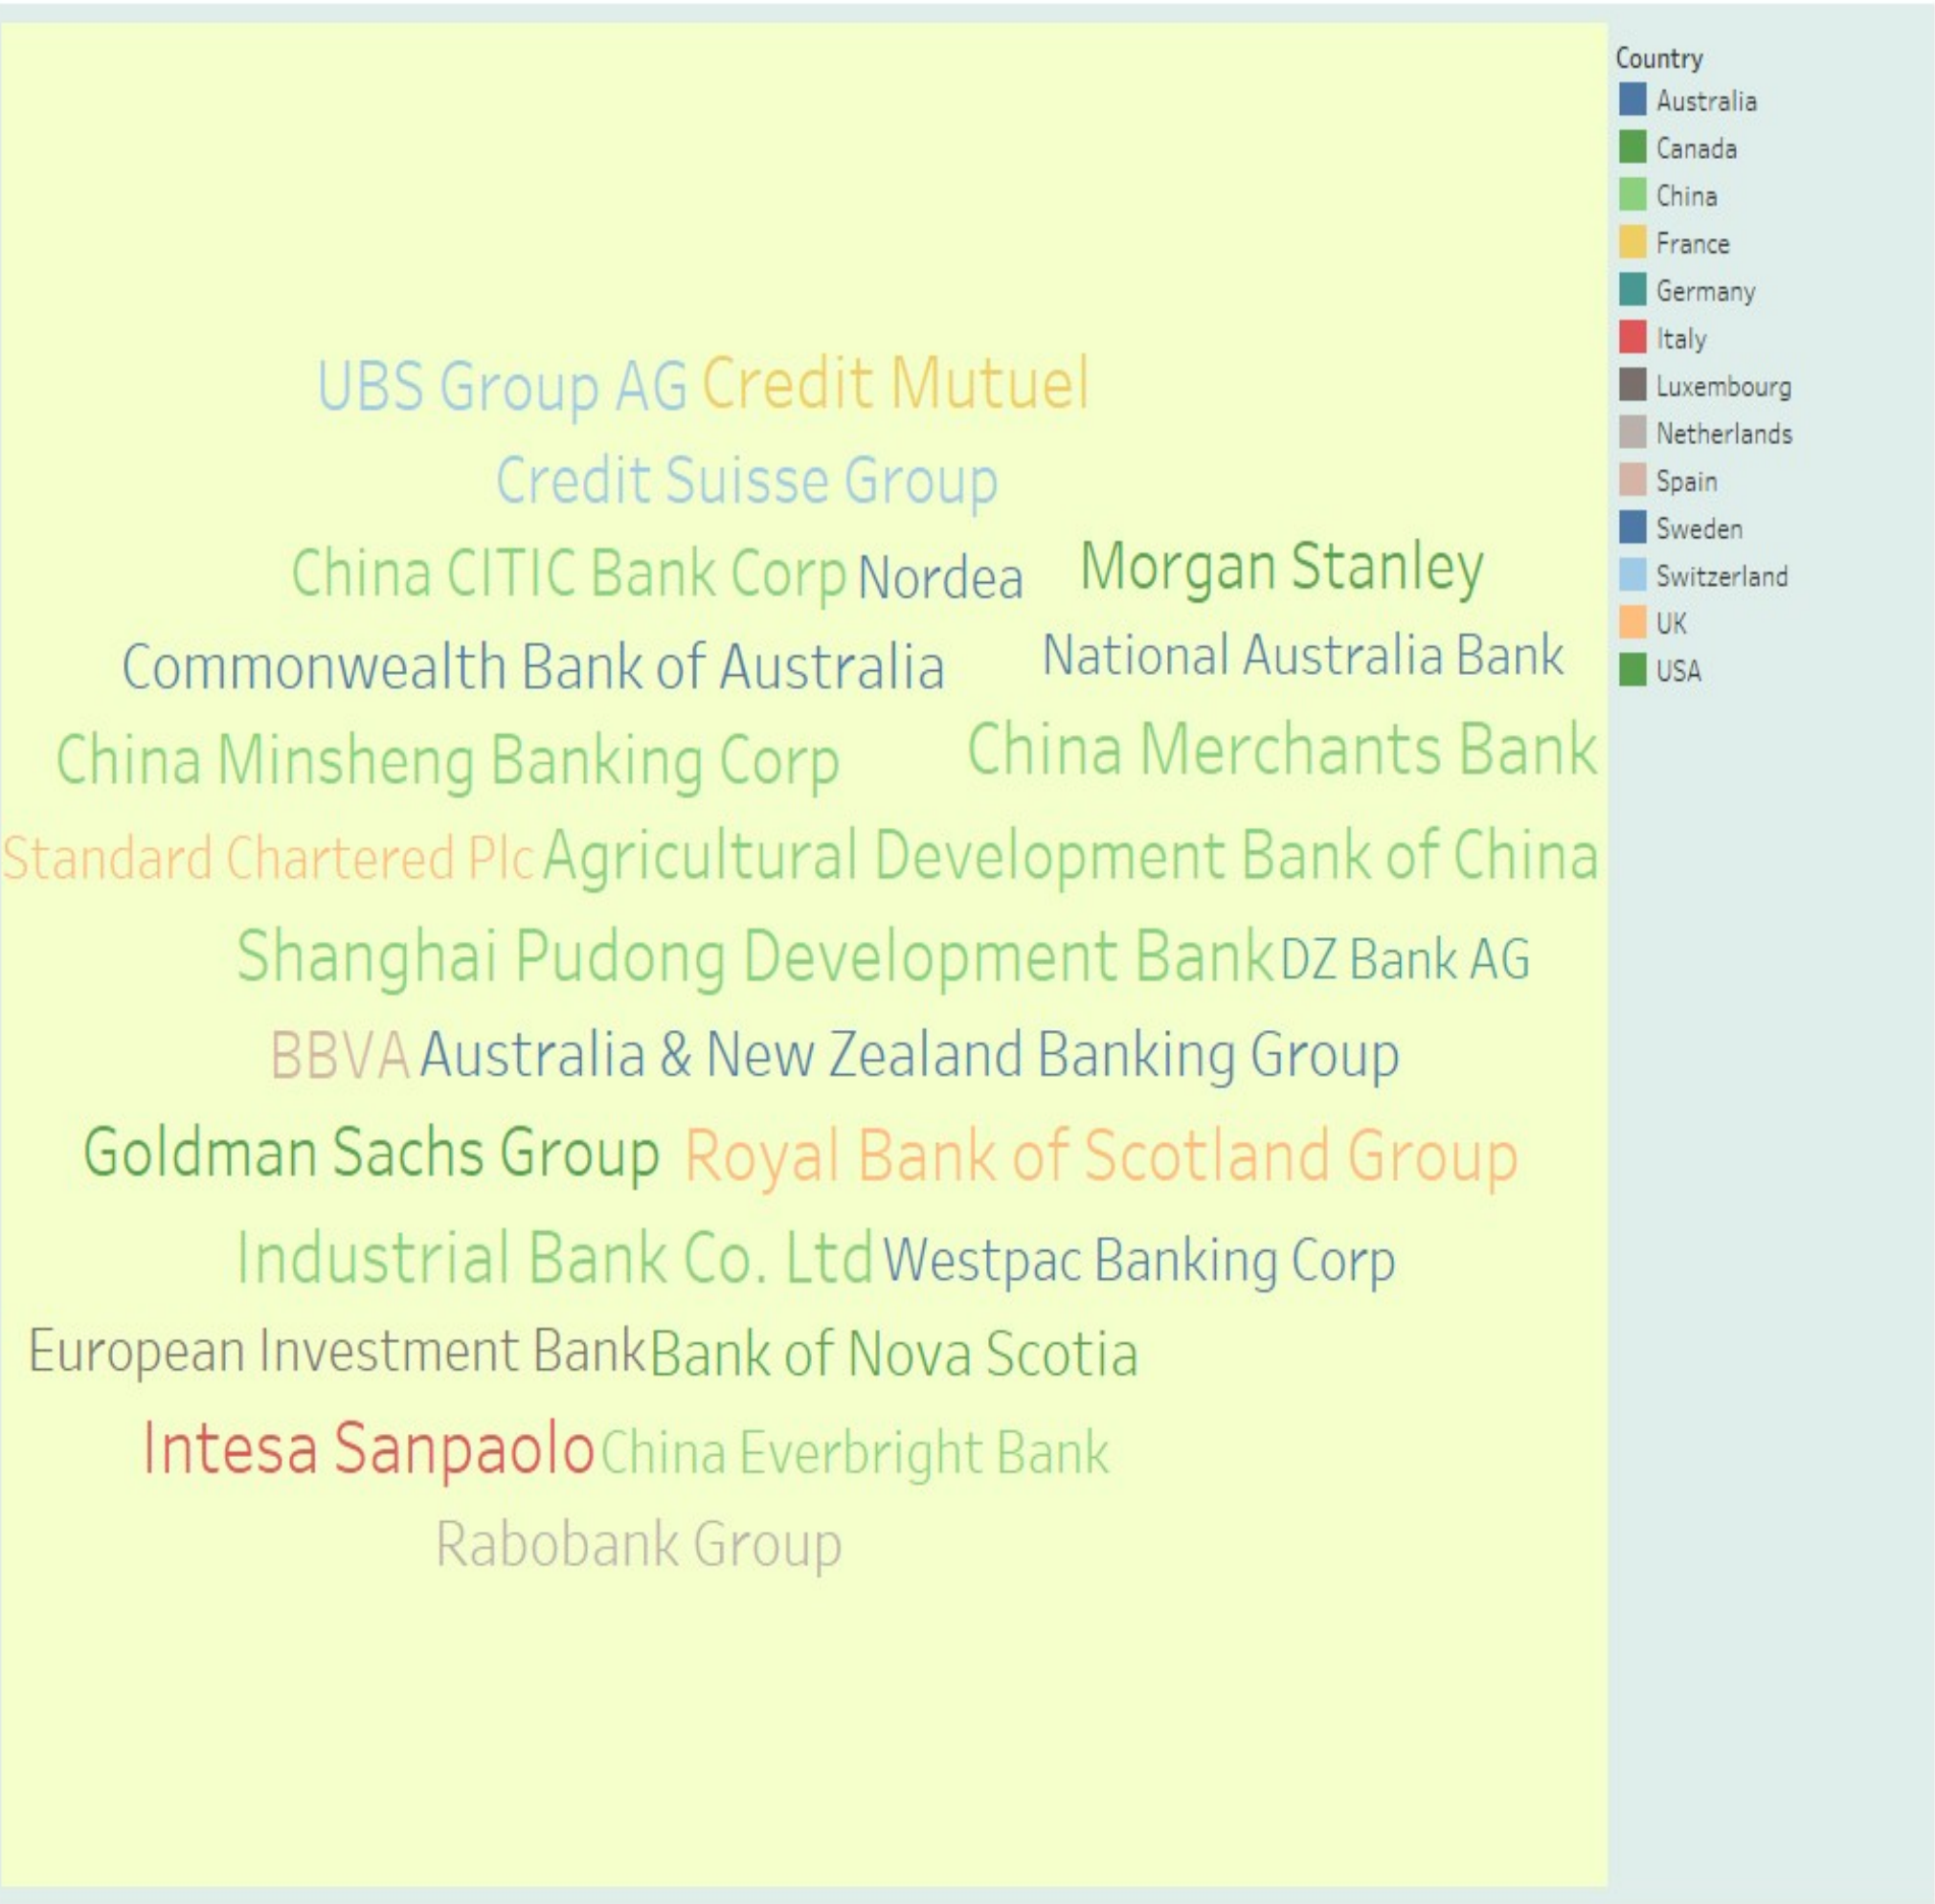 UBS Group AG Credit Mutuel
Credit Suisse Group
China CITIC Bank Corp Nordea Morgan Stanley
Commonwealth Bank of Australia National Australia Bank
China Minsheng Banking Corp China Merchants Bank
Standard Chartered Plc Agricultural Development Bank of China
Shanghai Pudong Development Bank DZ Bank AG
BBVA Australia & New Zealand Banking Group
Goldman Sachs Group Royal Bank of Scotland Group
Industrial Bank Co. Ltd Westpac Banking Corp
European Investment Bank Bank of Nova Scotia
Intesa Sanpaolo China Everbright Bank
Rabobank Group
Country
Australia
Canada
China
France
Germany
Italy
Luxembourg
Netherlands
Spain
Sweden
Switzerland
UK
USA